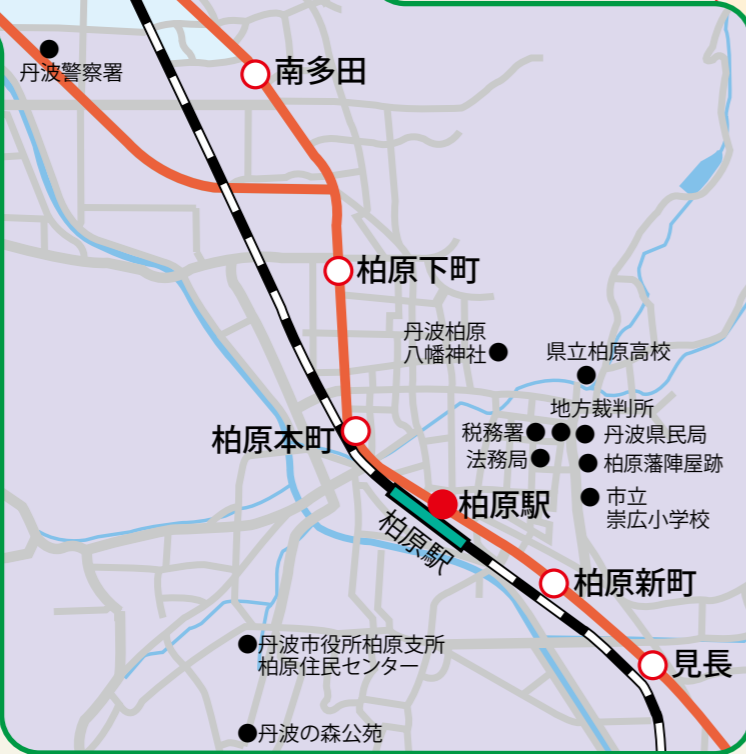 丹波警察署
南多田
柏原下町
丹波柏原
八幡神社
県立柏原高校
地方裁判所
税務署
丹波県民局
法務局
柏原藩陣屋跡
柏原本町
市立
崇広小学校
柏原駅
柏原駅
柏原新町
丹波市役所柏原支所
柏原住民センター
見長
丹波の森公苑